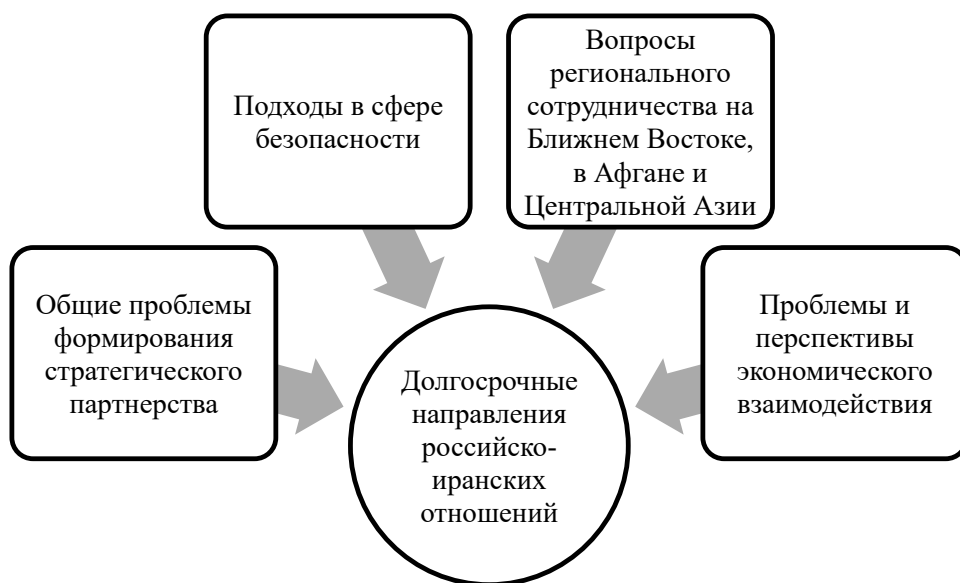 Подходы в сфере
безопасности
Вопросы
регионального
сотрудничества на
Ближнем Востоке,
в Афгане и
Центральной Азии
Общие проблемы
формирования
стратегического
партнерства
Проблемы и
перспективы
экономического
взаимодействия
Долгосрочные
направления
российско-
иранских
отношений